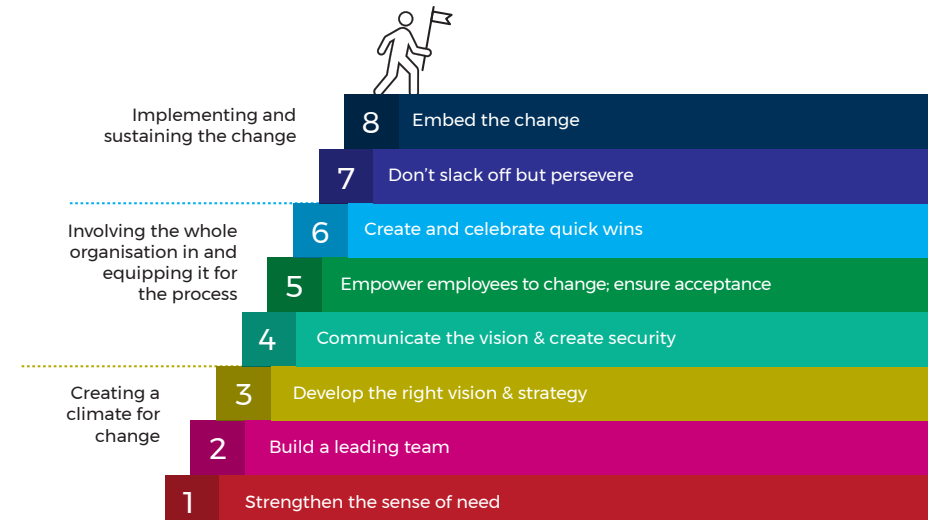 Implementing and
sustaining the change
8 Embed the change
7 Don’t slack off but persevere
Involving the whole
organisation in and
equipping it for
the process
6 Create and celebrate quick wins
5 Empower employees to change; ensure acceptance
4 Communicate the vision & create security
Creating a
climate for
change
3 Develop the right vision & strategy
2 Build a leading team
1 Strengthen the sense of need